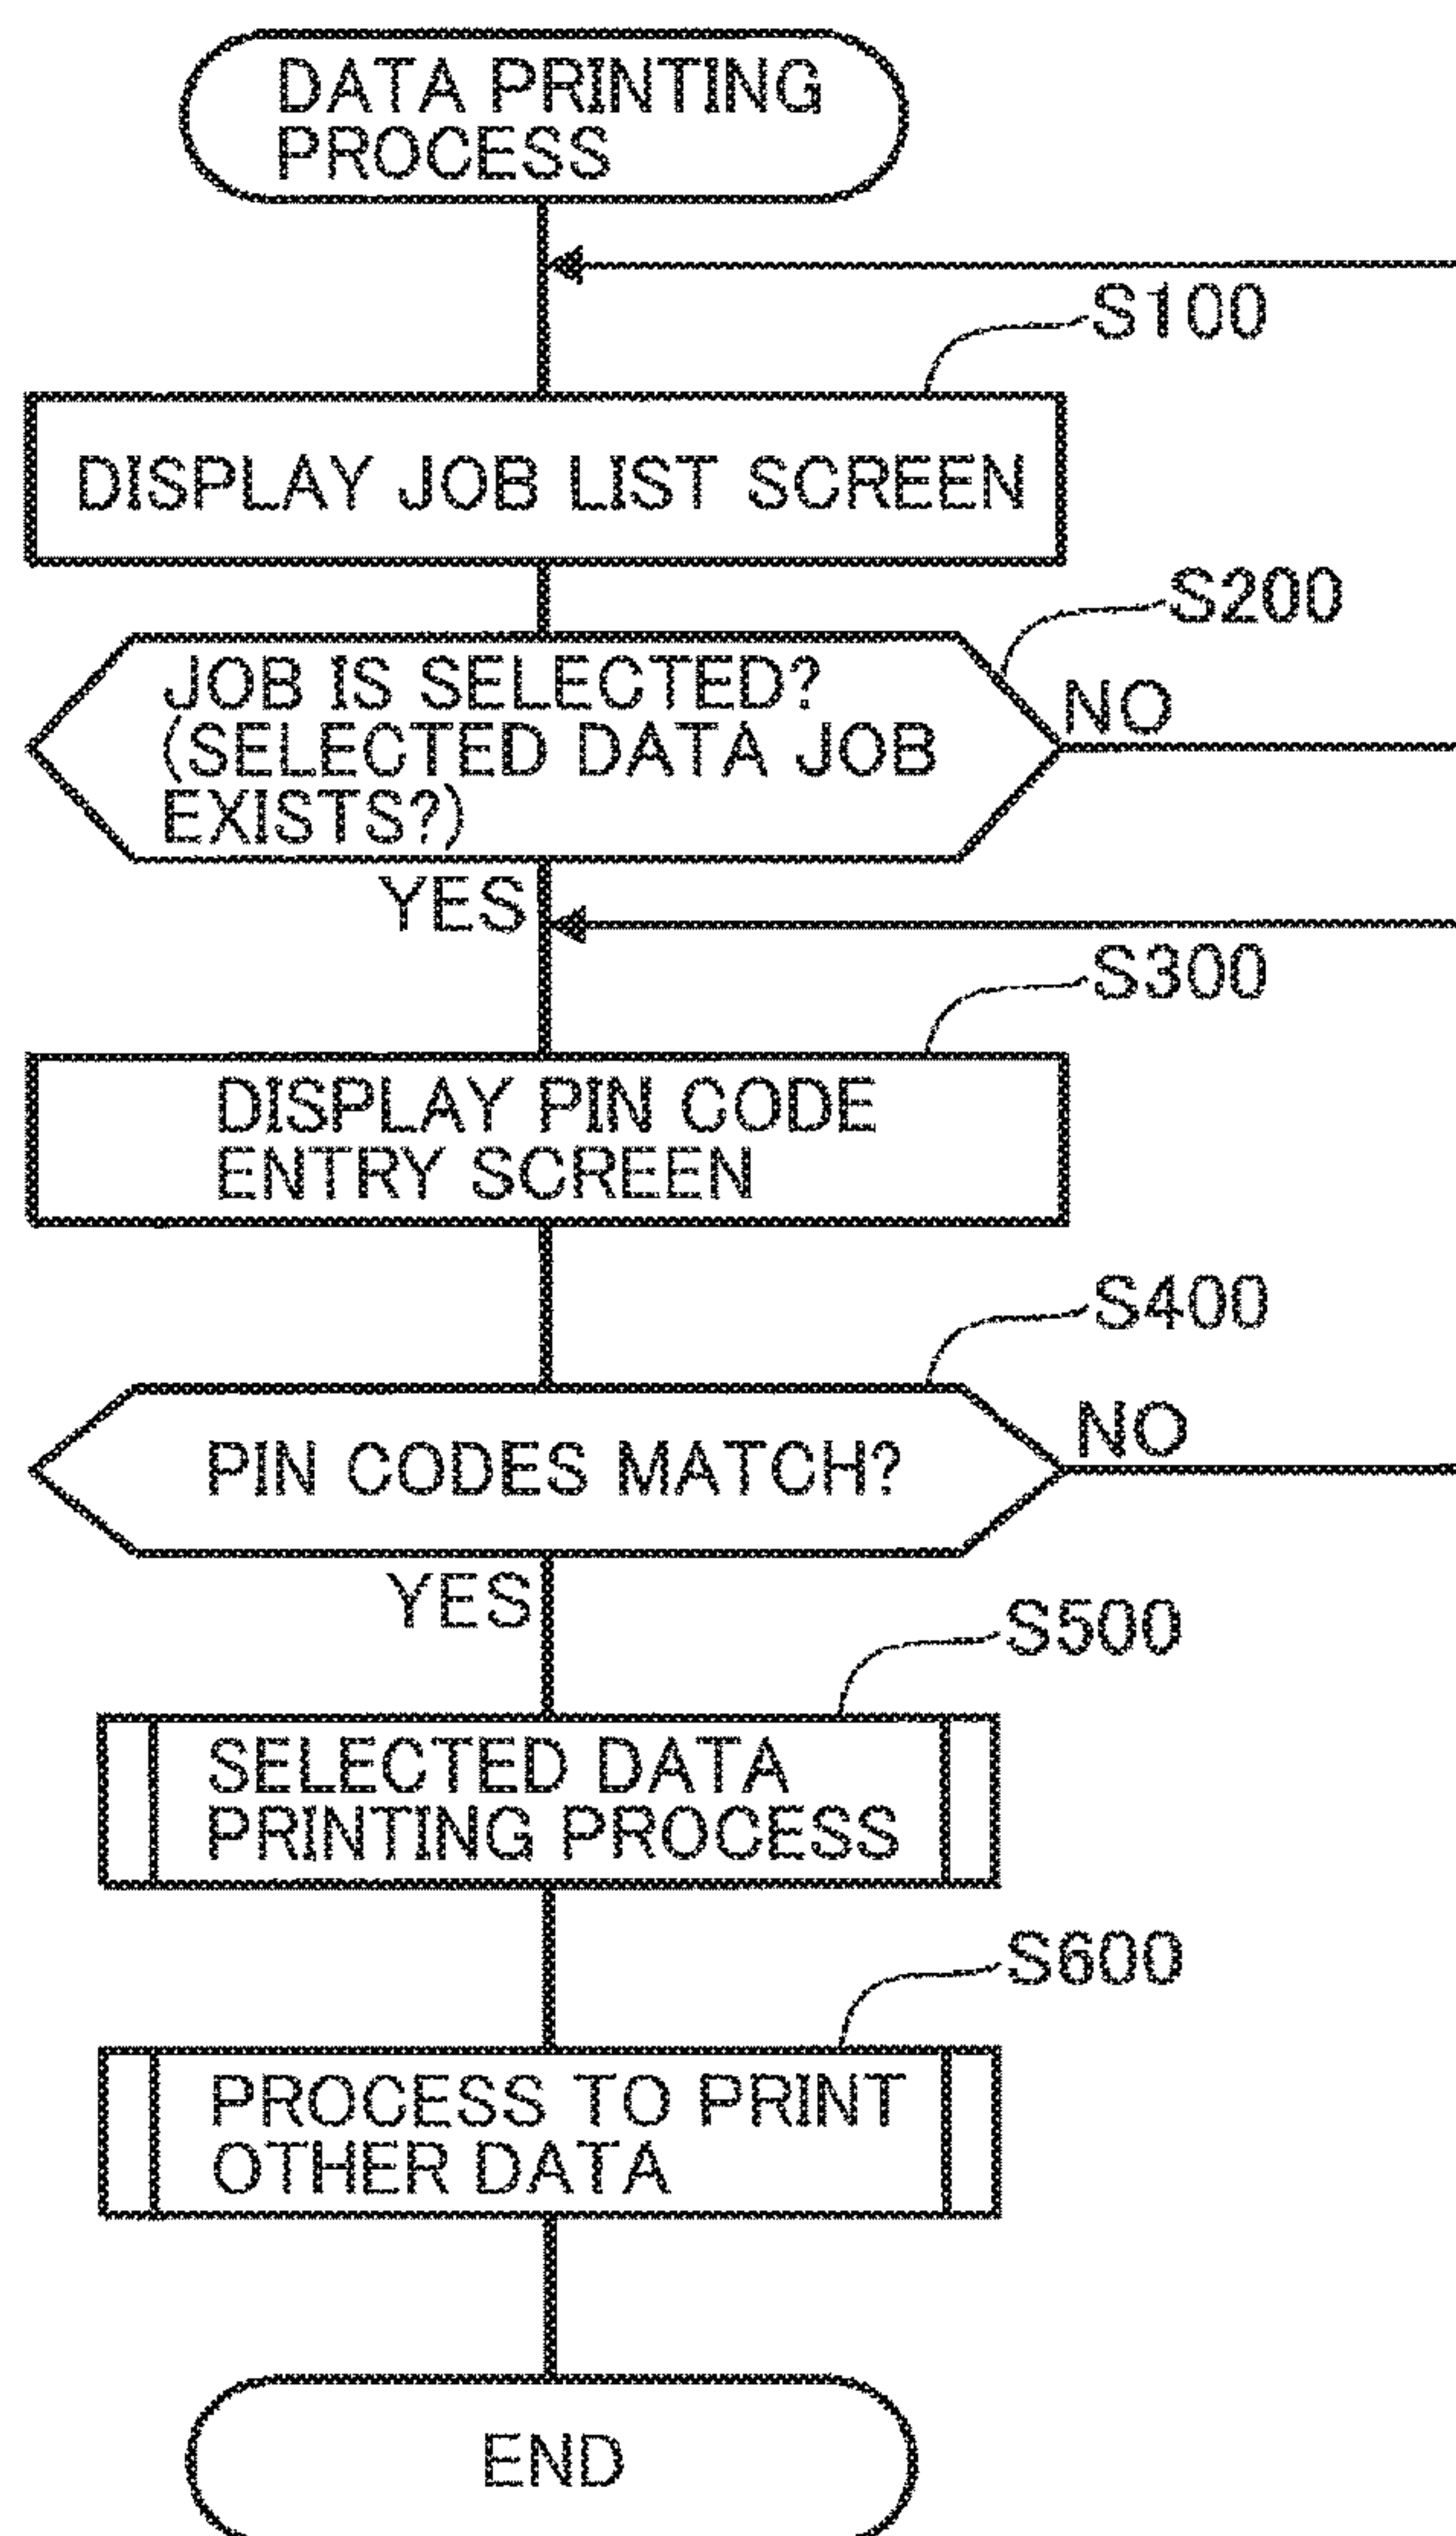 DATA PRINTING
PROCESS
S100
DISPLAY JOB LIST SCREEN
S200
JOB IS SELECTED?
(SELECTED DATA JOB
EXISTS?)
NO
YES
S300
DISPLAY PIN CODE
ENTRY SCREEN
S400
PIN CODES MATCH?
NO
YES
S500
SELECTED DATA
PRINTING PROCESS
S600
PROCESS TO PRINT
OTHER DATA
END